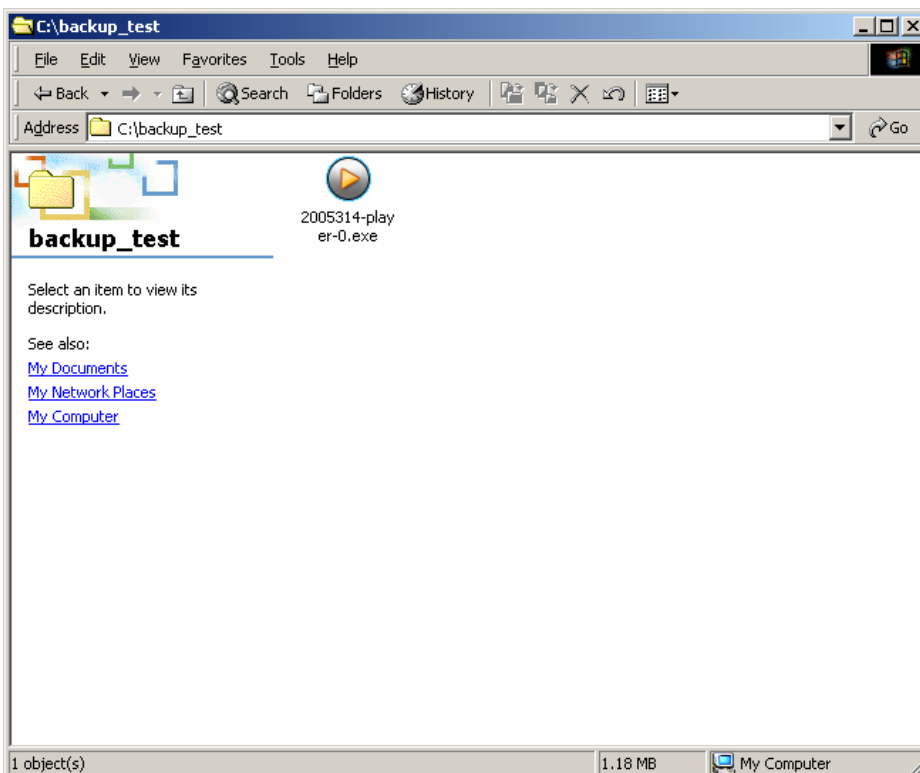 C:\backup_test
File Edit View Favorites Tools Help
Back Search Folders History
Address C:\backup_test Go
2005314-play
er-0.exe
backup_test
Select an item to view its
description.
See also:
My Documents
My Network Places
My Computer
1 object(s) 1.18 MB My Computer